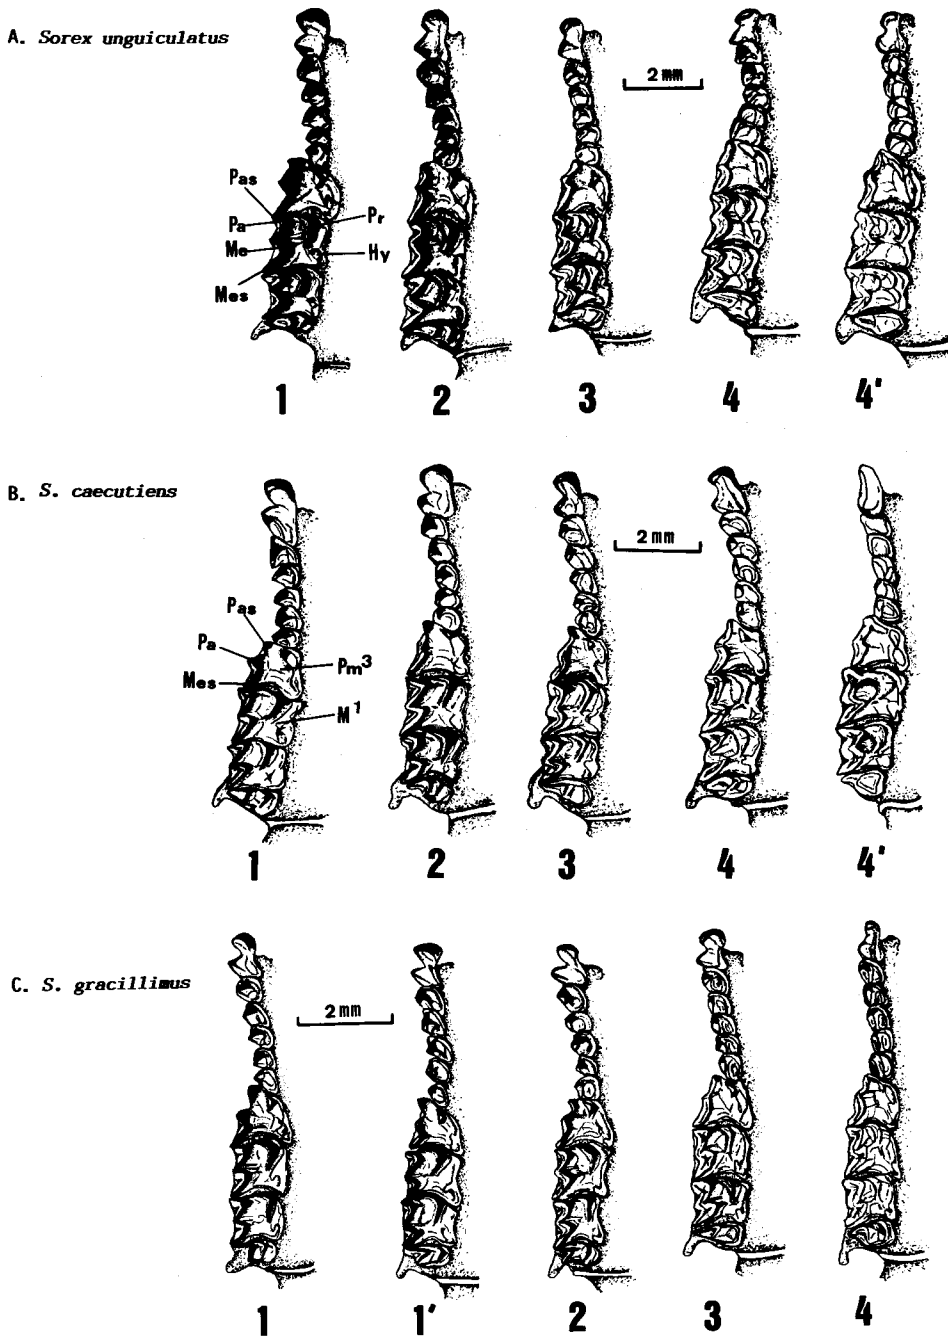 A. Sorex unguiculatus
2 mm
Pas
Pa
Me
Mes
Pr
Hy
1 2 3 4 4'
B. S. caecutiens
2 mm
Pas
Pa
Mes
Pm3
M1
1 2 3 4 4'
C. S. gracillimus
2 mm
1 1' 2 3 4